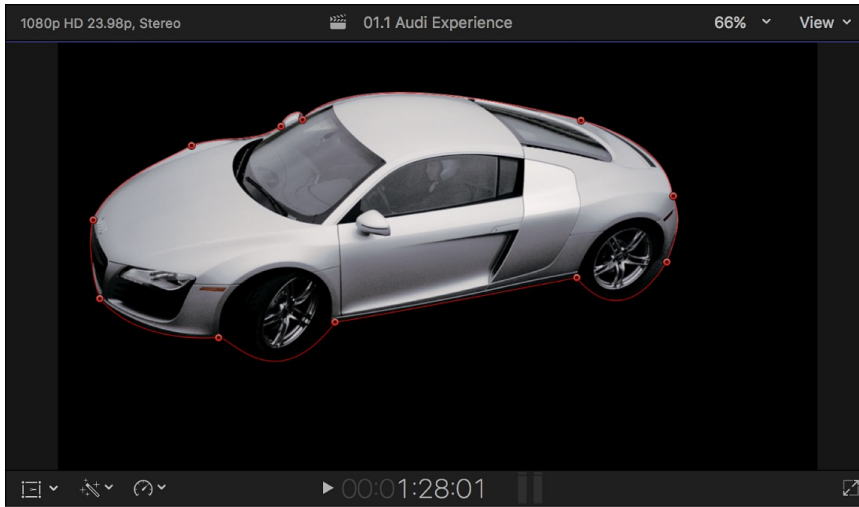 1080p HD 23.98p, Stereo
01.1 Audi Experience
66%
View
00:01:28:01